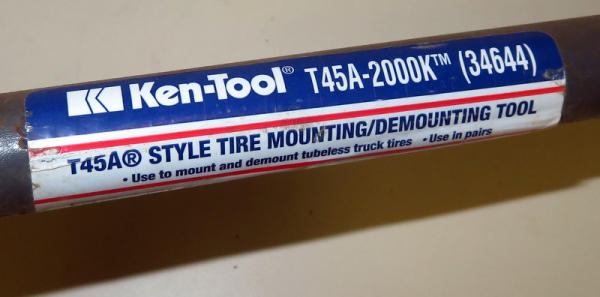 Ken-Tool® T45A-2000K™ (34644)
T45A® STYLE TIRE MOUNTING/DEMOUNTING TOOL
• Use to mount and demount tubeless truck tires • Use in pairs